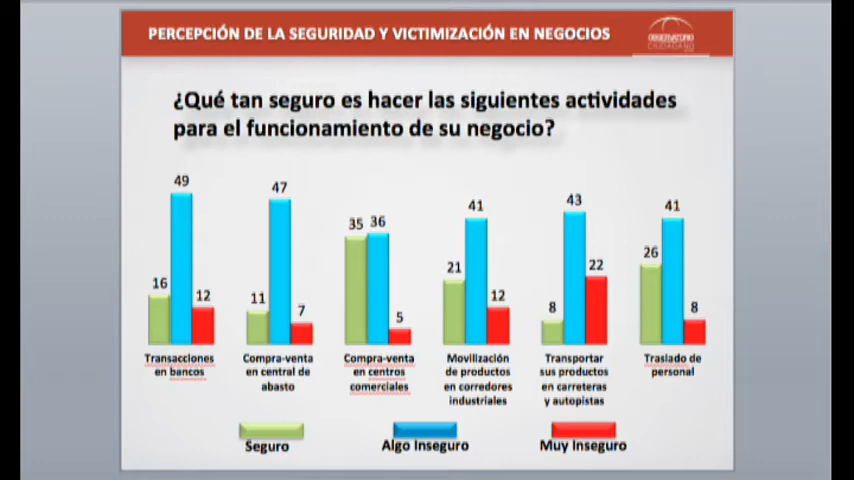 PERCEPCIÓN DE LA SEGURIDAD Y VICTIMIZACIÓN EN NEGOCIOS
OBSERVATORIO
CIUDADANO
¿Qué tan seguro es hacer las siguientes actividades
para el funcionamiento de su negocio?
16 49 12
11 47 7
35 36 5
21 41 12
8 43 22
26 41 8
Transacciones
en bancos
Compra-venta
en central de
abasto
Compra-venta
en centros
comerciales
Movilización
de productos
en corredores
industriales
Transportar
sus productos
en carreteras
y autopistas
Traslado de
personal
Seguro
Algo Inseguro
Muy Inseguro